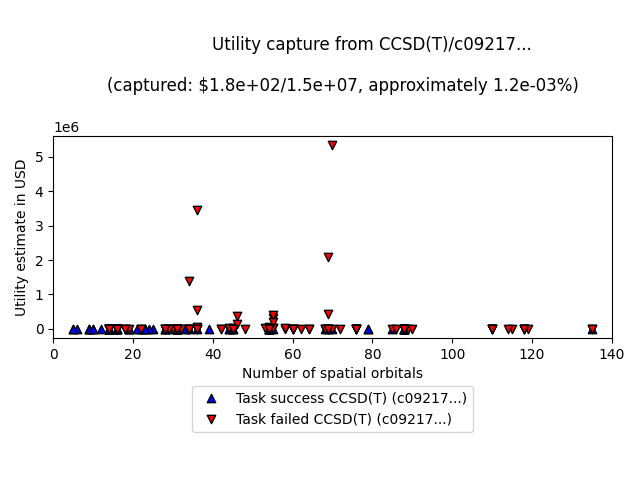 Utility capture from CCSD(T)/c09217...
(captured: $1.8e+02/1.5e+07, approximately 1.2e-03%)
1e6
5
4
3
2
1
0
Utility estimate in USD
0 20 40 60 80 100 120 140
Number of spatial orbitals
Task success CCSD(T) (c09217...)
Task failed CCSD(T) (c09217...)